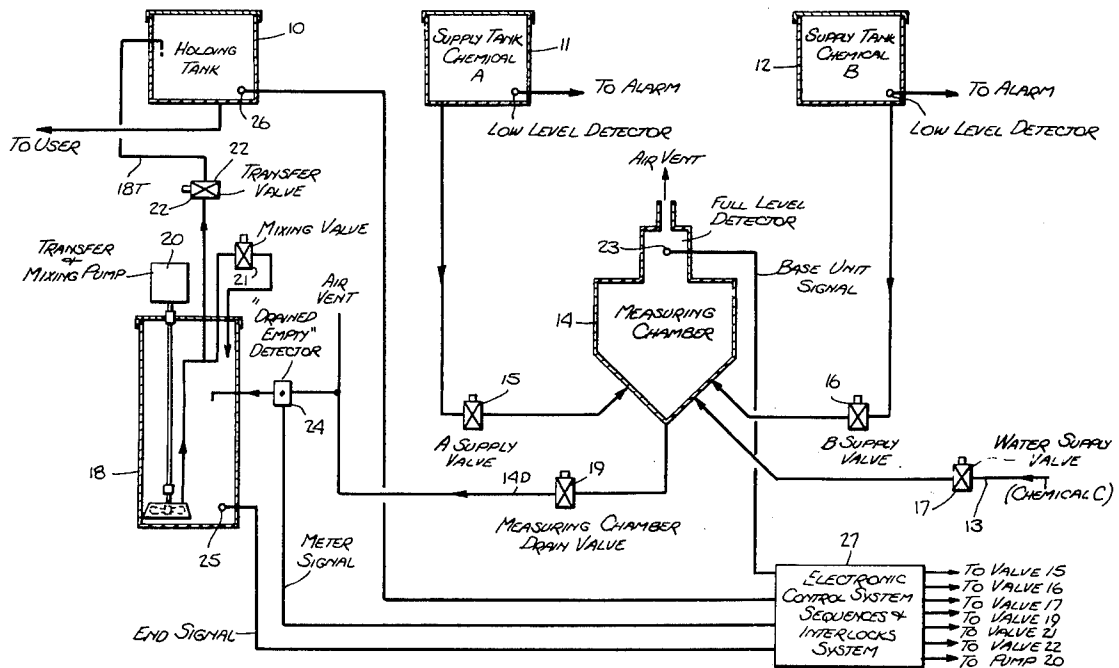 HOLDING
TANK
10
26
TO USER
18T
22
22
TRANSFER
VALVE
SUPPLY TANK
CHEMICAL
A
11
TO ALARM
LOW LEVEL DETECTOR
SUPPLY TANK
CHEMICAL
B
12
TO ALARM
LOW LEVEL DETECTOR
AIR VENT
FULL LEVEL
DETECTOR
23
BASE UNIT
SIGNAL
MEASURING
CHAMBER
14
TRANSFER
&
MIXING PUMP
20
MIXING VALVE
21
AIR
VENT
"DRAINED
EMPTY"
DETECTOR
24
18
25
15
A SUPPLY
VALVE
16
B SUPPLY
VALVE
WATER SUPPLY
VALVE
(CHEMICAL C)
17
13
14D
19
MEASURING CHAMBER
DRAIN VALVE
METER
SIGNAL
END SIGNAL
27
ELECTRONIC
CONTROL SYSTEM
SEQUENCES &
INTERLOCKS
SYSTEM
TO VALVE 15
TO VALVE 16
TO VALVE 17
TO VALVE 19
TO VALVE 21
TO VALVE 22
TO PUMP 20